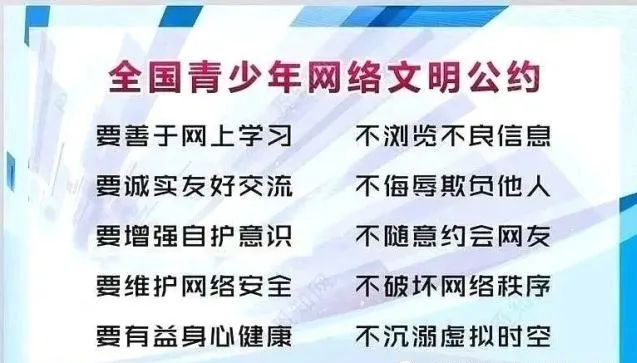 全国青少年网络文明公约
要善于网上学习 不浏览不良信息
要诚实友好交流 不侮辱欺负他人
要增强自护意识 不随意约会网友
要维护网络安全 不破坏网络秩序
要有益身心健康 不沉溺虚拟时空